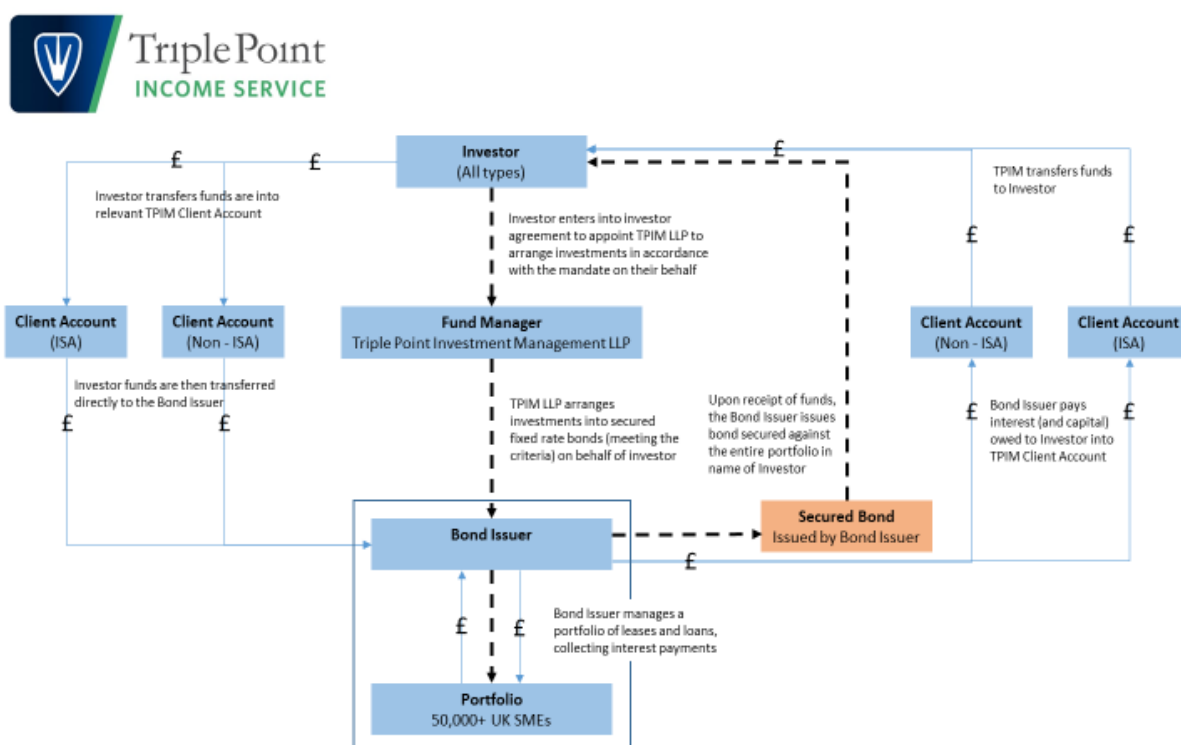 Triple Point
INCOME SERVICE
£
£
£
Investor
(All types)
TPIM transfers funds
to Investor
Investor transfers funds are into
relevant TPIM Client Account
Investor enters into investor
agreement to appoint TPIM LLP to
arrange investments in accordance
with the mandate on their behalf
£
£
Client Account
(ISA)
Client Account
(Non - ISA)
Fund Manager
Triple Point Investment Management LLP
Client Account
(Non - ISA)
Client Account
(ISA)
Investor funds are then transferred
directly to the Bond Issuer
£
£
TPIM LLP arranges
investments into secured
fixed rate bonds (meeting the
criteria) on behalf of investor
Upon receipt of funds,
the Bond Issuer issues
bond secured against
the entire portfolio in
name of Investor
£
£
Bond Issuer pays
interest (and capital)
owed to Investor into
TPIM Client Account
Bond Issuer
Secured Bond
Issued by Bond Issuer
£
£
£
Bond Issuer manages a
portfolio of leases and loans,
collecting interest payments
Portfolio
50,000+ UK SMEs